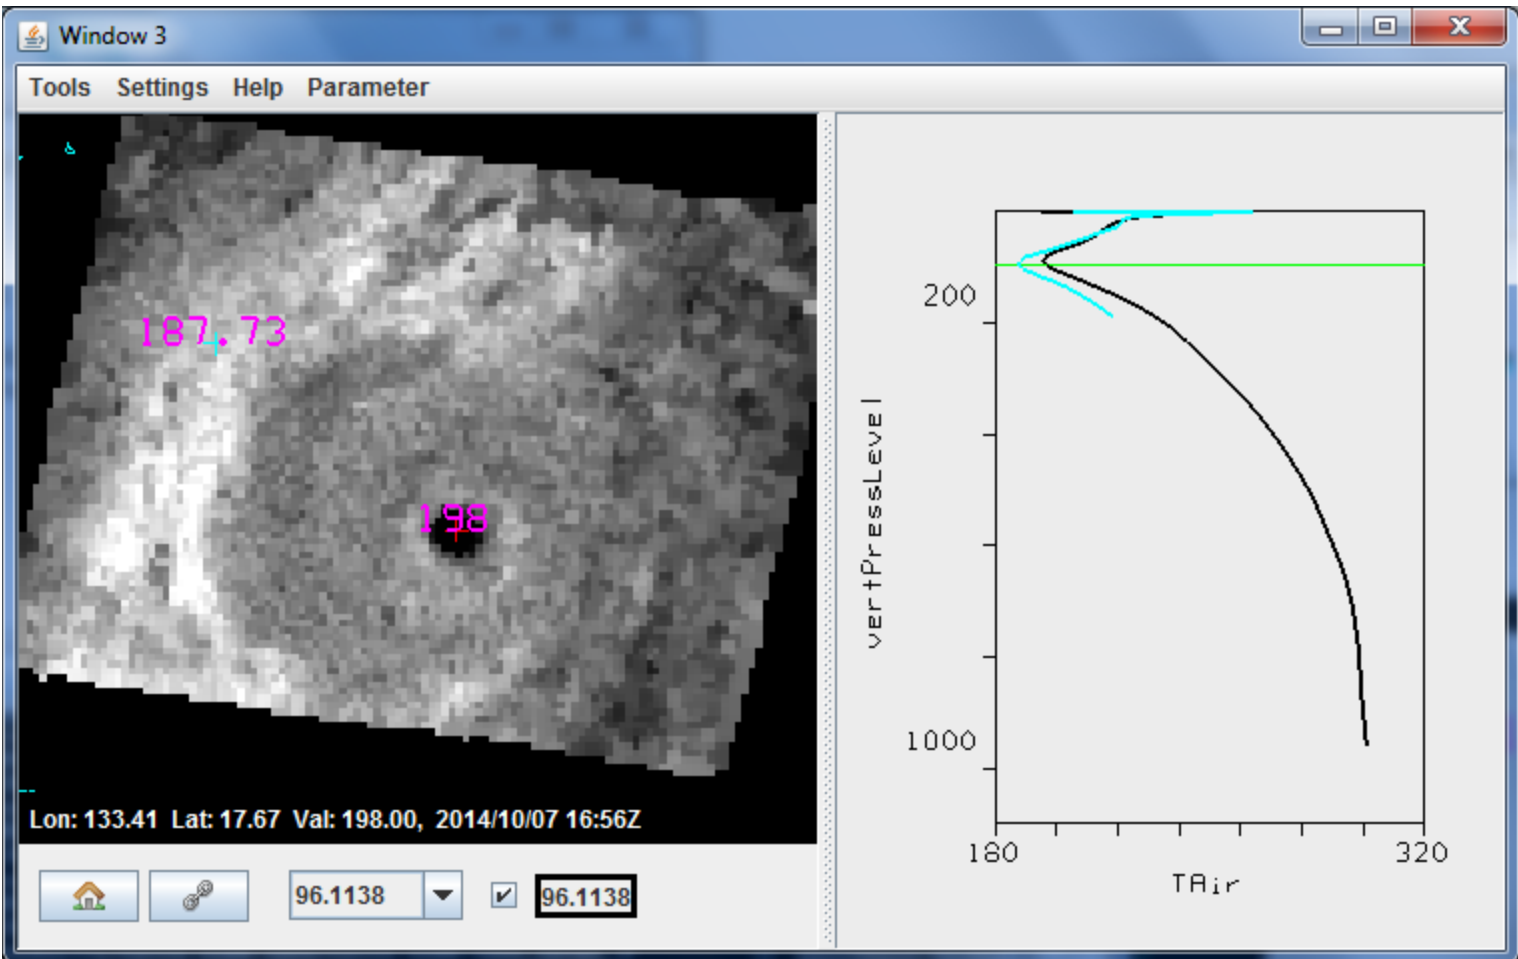 Window 3
Tools Settings Help Parameter
187.73
198
Lon: 133.41 Lat: 17.67 Val: 198.00, 2014/10/07 16:56Z
96.1138 96.1138
200
1000
vertPressLevel
180 320
TAir